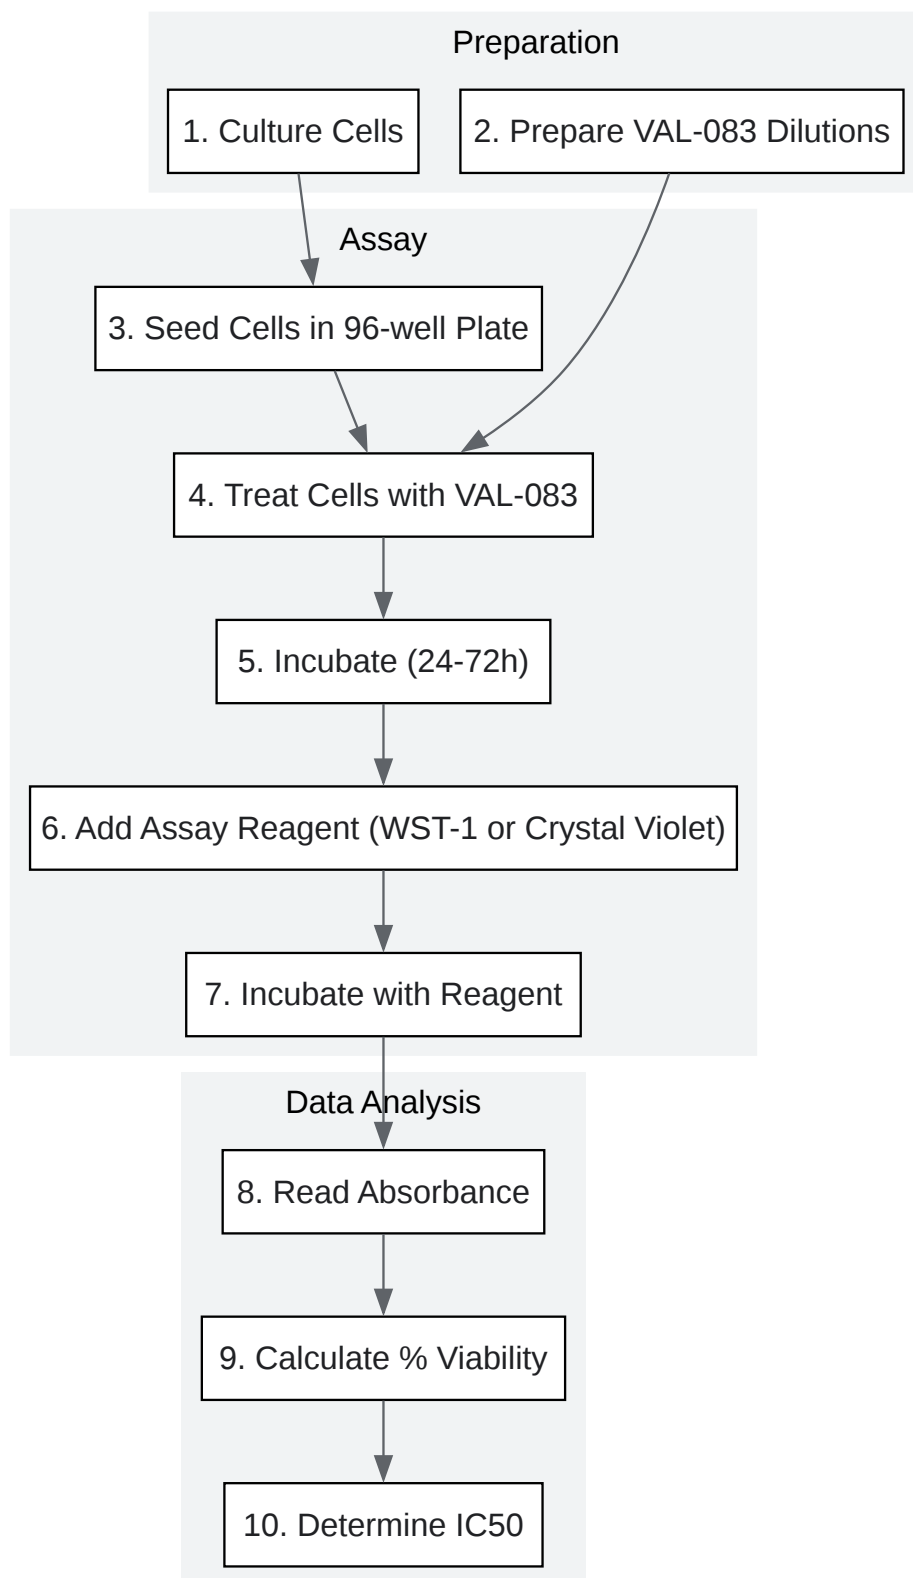 Preparation
1. Culture Cells
2. Prepare VAL-083 Dilutions
Assay
3. Seed Cells in 96-well Plate
4. Treat Cells with VAL-083
5. Incubate (24-72h)
6. Add Assay Reagent (WST-1 or Crystal Violet)
7. Incubate with Reagent
Data Analysis
8. Read Absorbance
9. Calculate % Viability
10. Determine IC50